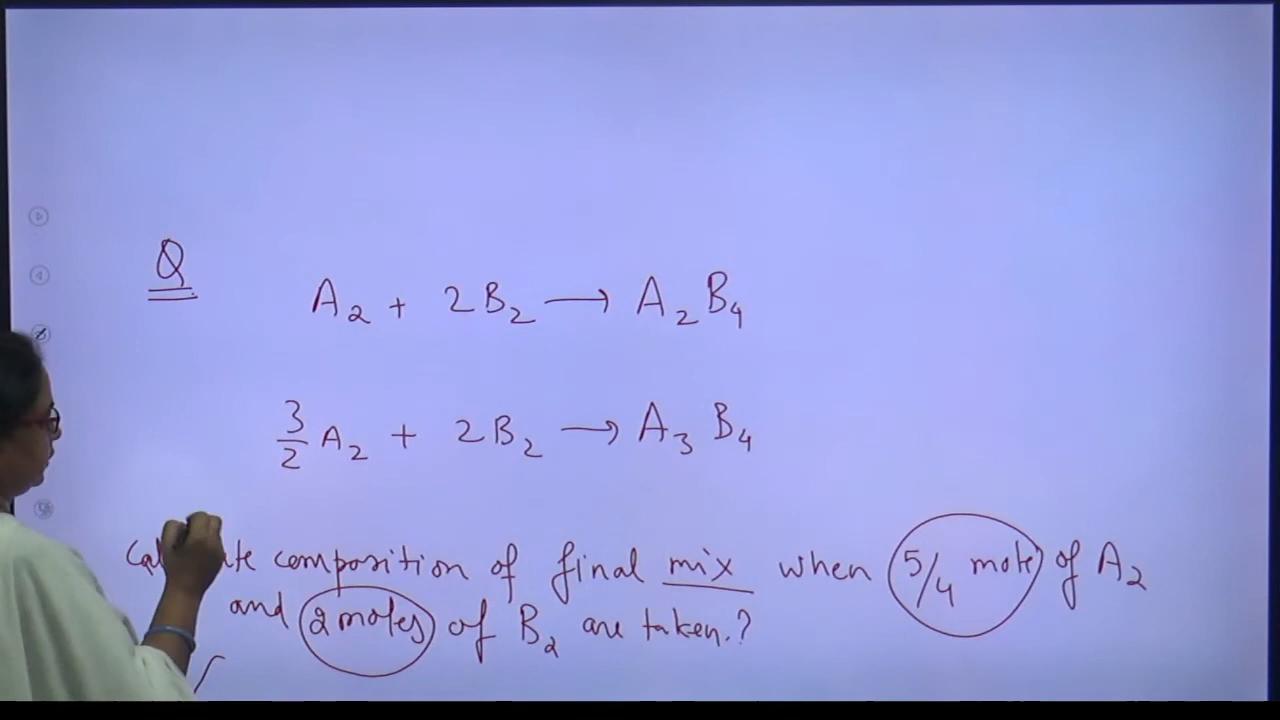 Q
A₂ + 2B₂ → A₂B₄
3/2 A₂ + 2B₂ → A₃B₄
composition of final mix when 5/4 mole of A₂
and 2 moles of B₂ are taken.?